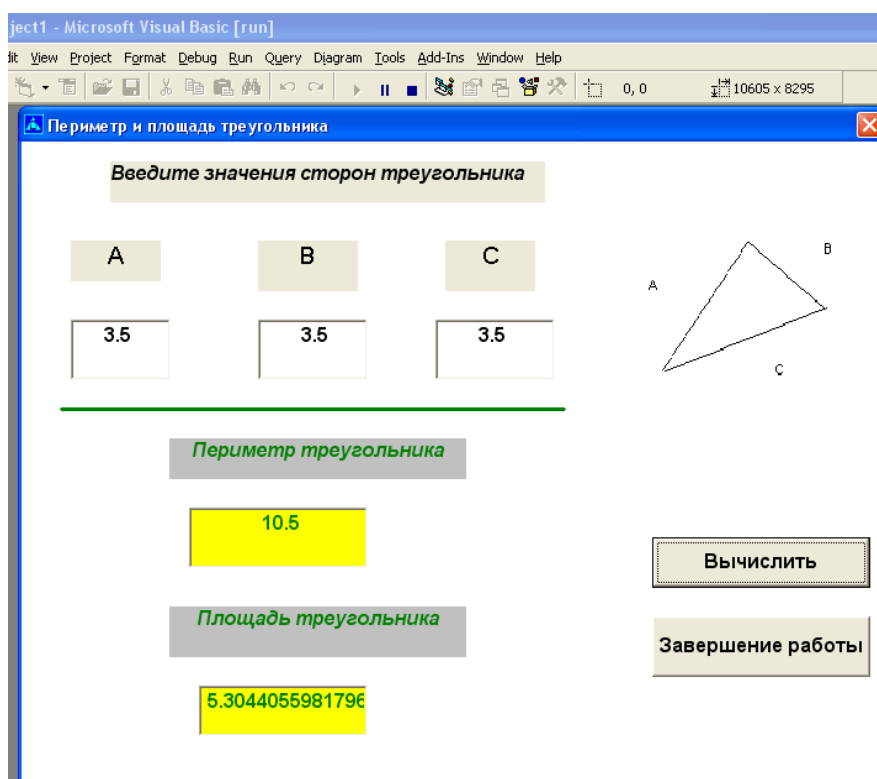 ject1 - Microsoft Visual Basic [run]
dit View Project Format Debug Run Query Diagram Tools Add-Ins Window Help
0, 0 10605 x 8295
Периметр и площадь треугольника
Введите значения сторон треугольника
A B C
3.5 3.5 3.5
A
B
C
Периметр треугольника
10.5
Вычислить
Площадь треугольника
Завершение работы
5.3044055981796